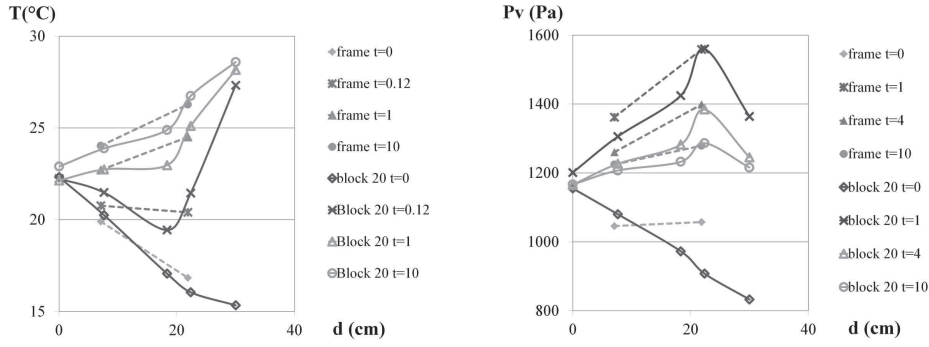 T(°C)
30
25
20
15
0
20
40
d (cm)
frame t=0
frame t=0.12
frame t=1
frame t=10
block 20 t=0
Block 20 t=0.12
Block 20 t=1
Block 20 t=10
Pv (Pa)
1600
1400
1200
1000
800
0
20
40
d (cm)
frame t=0
frame t=1
frame t=4
frame t=10
block 20 t=0
block 20 t=1
block 20 t=4
block 20 t=10